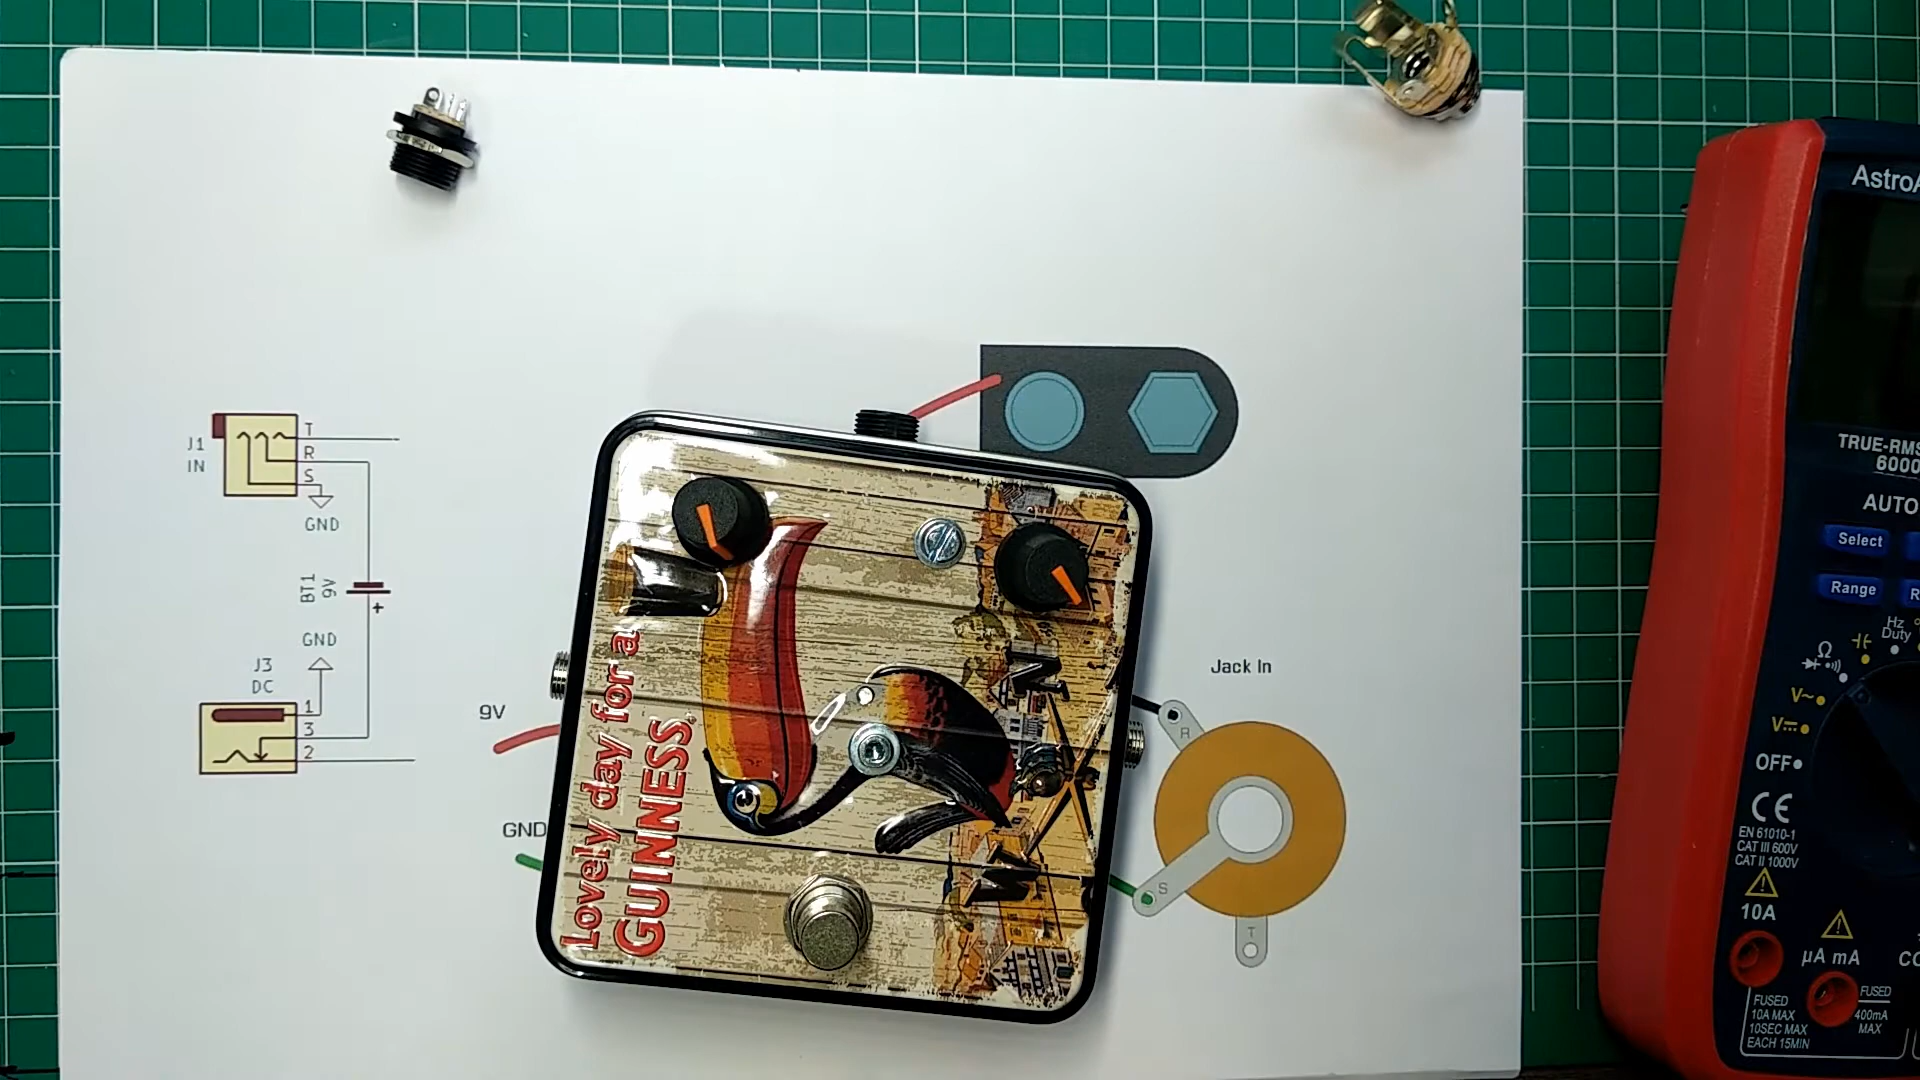 J1
IN
T
R
S
GND
BT1
9V
+
GND
J3
DC
1
3
2
9V
GND
Lovely day for a
GUINNESS
Jack In
R
S
T
TRUE-RMS
6000
AUTO
Select
Range
R
Hz
Duty
Ω
V~
V
OFF
CE
EN 61010-1
CAT III 600V
CAT II 1000V
10A
µA mA
FUSED
10A MAX
10SEC MAX
EACH 15MIN
FUSED
400mA
MAX